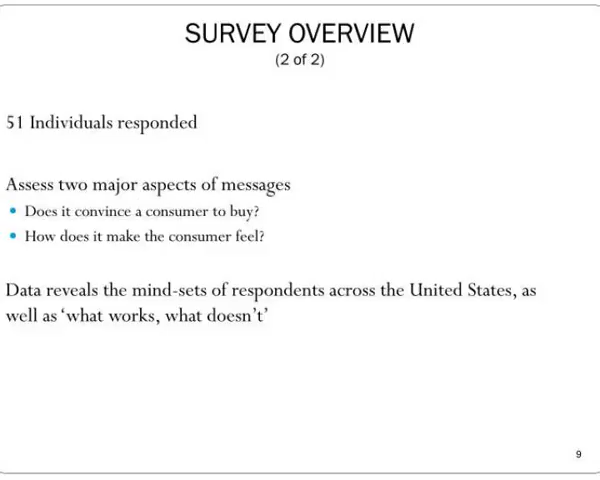 SURVEY OVERVIEW
(2 of 2)
51 Individuals responded
Assess two major aspects of messages
• Does it convince a consumer to buy?
• How does it make the consumer feel?
Data reveals the mind-sets of respondents across the United States, as
well as ‘what works, what doesn’t’
9